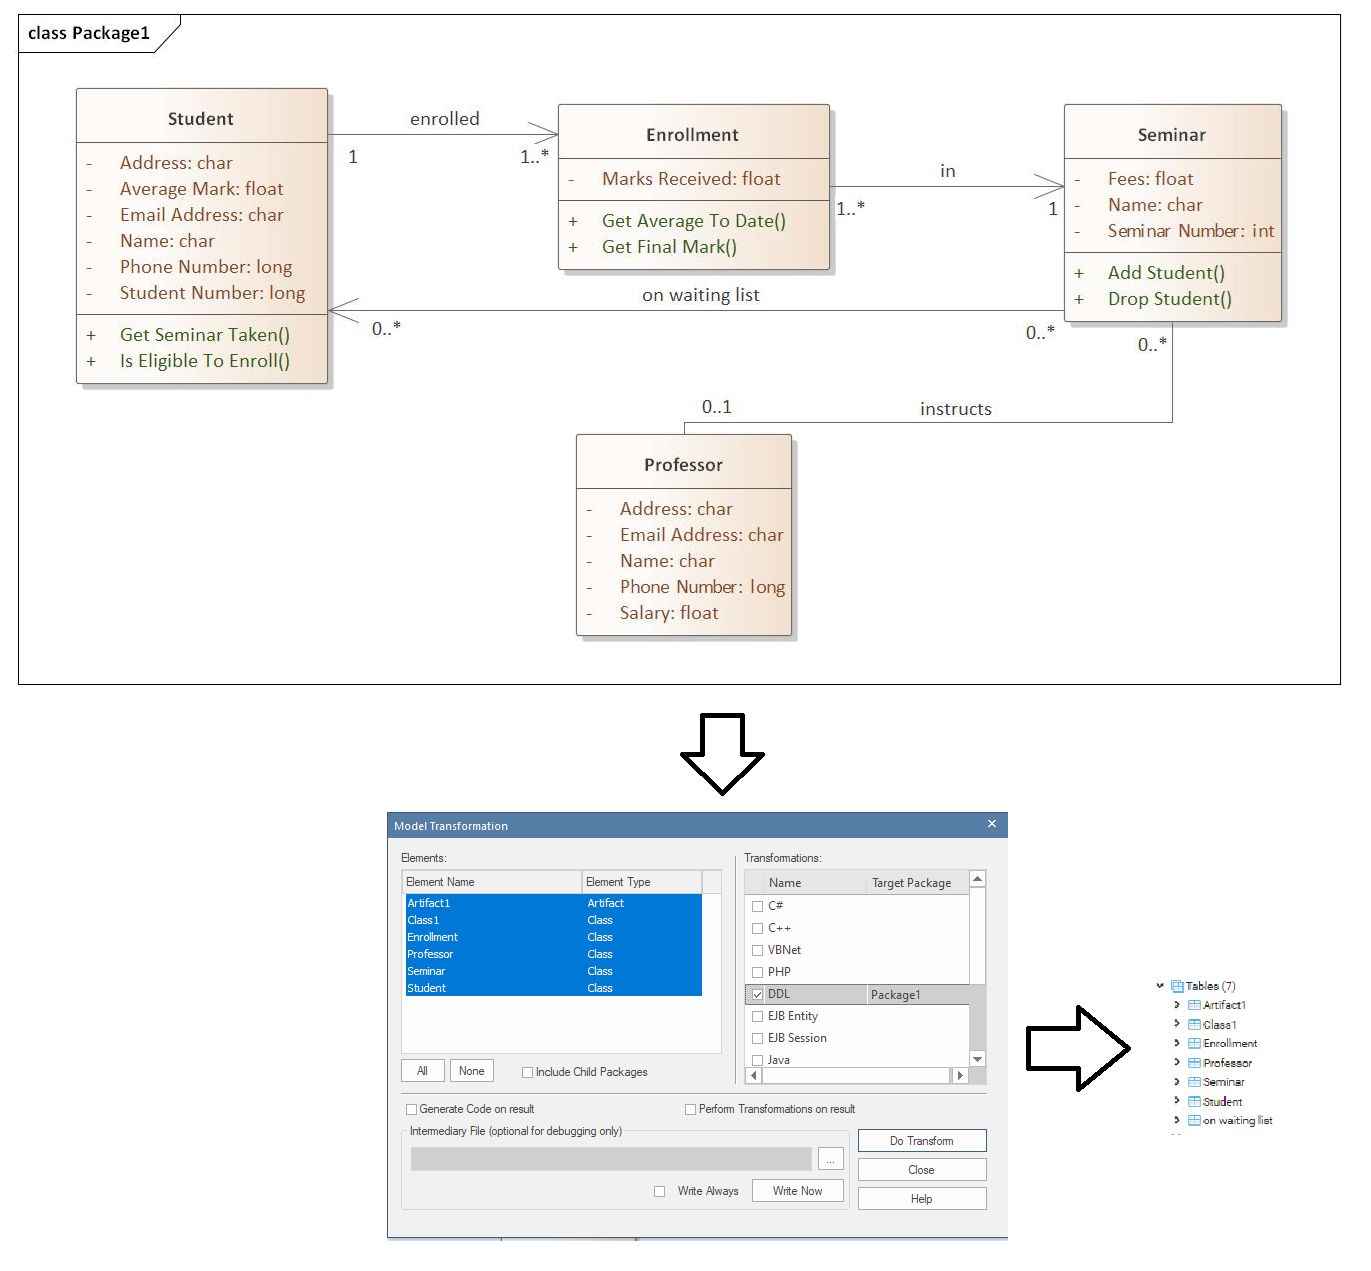 class Package1
Student
- Address: char
- Average Mark: float
- Email Address: char
- Name: char
- Phone Number: long
- Student Number: long
+ Get Seminar Taken()
+ Is Eligible To Enroll()
enrolled
1
1..*
Enrollment
- Marks Received: float
+ Get Average To Date()
+ Get Final Mark()
in
1..*
1
Seminar
- Fees: float
- Name: char
- Seminar Number: int
+ Add Student()
+ Drop Student()
on waiting list
0..*
0..*
0..*
0..1
instructs
Professor
- Address: char
- Email Address: char
- Name: char
- Phone Number: long
- Salary: float
Model Transformation
Elements:
Element Name Element Type
Artifact1 Artifact
Class1 Class
Enrollment Class
Professor Class
Seminar Class
Student Class
All None Include Child Packages
Transformations:
Name Target Package
C#
C++
VBNet
PHP
DDL Package1
EJB Entity
EJB Session
Java
Generate Code on result Perform Transformations on result
Intermediary File (optional for debugging only)
...
Write Always Write Now
Do Transform
Close
Help
Tables (7)
Artifact1
Class1
Enrollment
Professor
Seminar
Student
on waiting list